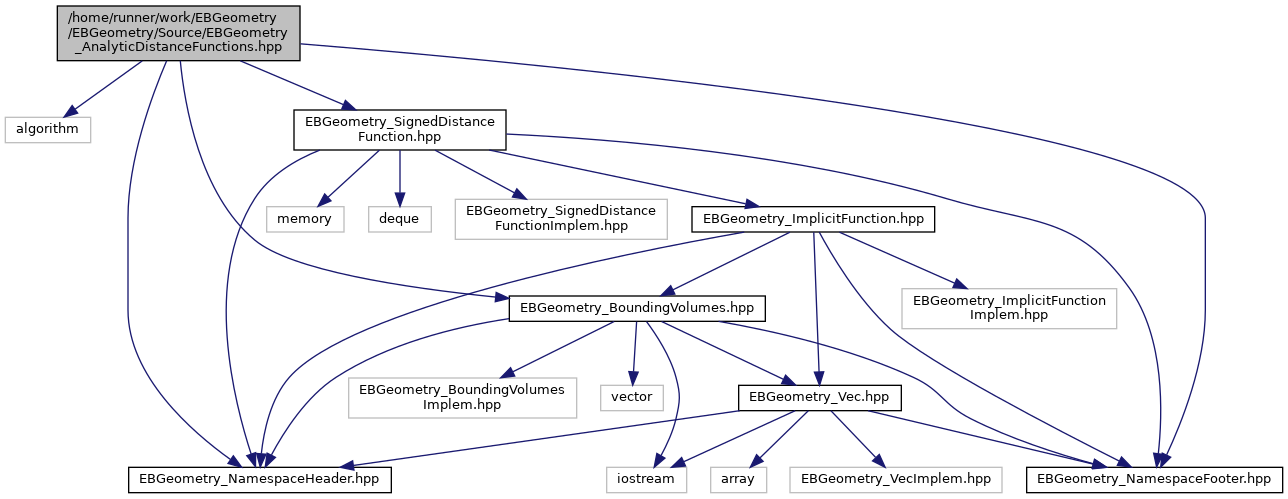 /home/runner/work/EBGeometry
/EBGeometry/Source/EBGeometry
_AnalyticDistanceFunctions.hpp
algorithm
EBGeometry_SignedDistance
Function.hpp
memory
deque
EBGeometry_SignedDistance
FunctionImplem.hpp
EBGeometry_ImplicitFunction.hpp
EBGeometry_BoundingVolumes.hpp
EBGeometry_ImplicitFunction
Implem.hpp
EBGeometry_BoundingVolumes
Implem.hpp
vector
EBGeometry_Vec.hpp
EBGeometry_NamespaceHeader.hpp
iostream
array
EBGeometry_VecImplem.hpp
EBGeometry_NamespaceFooter.hpp